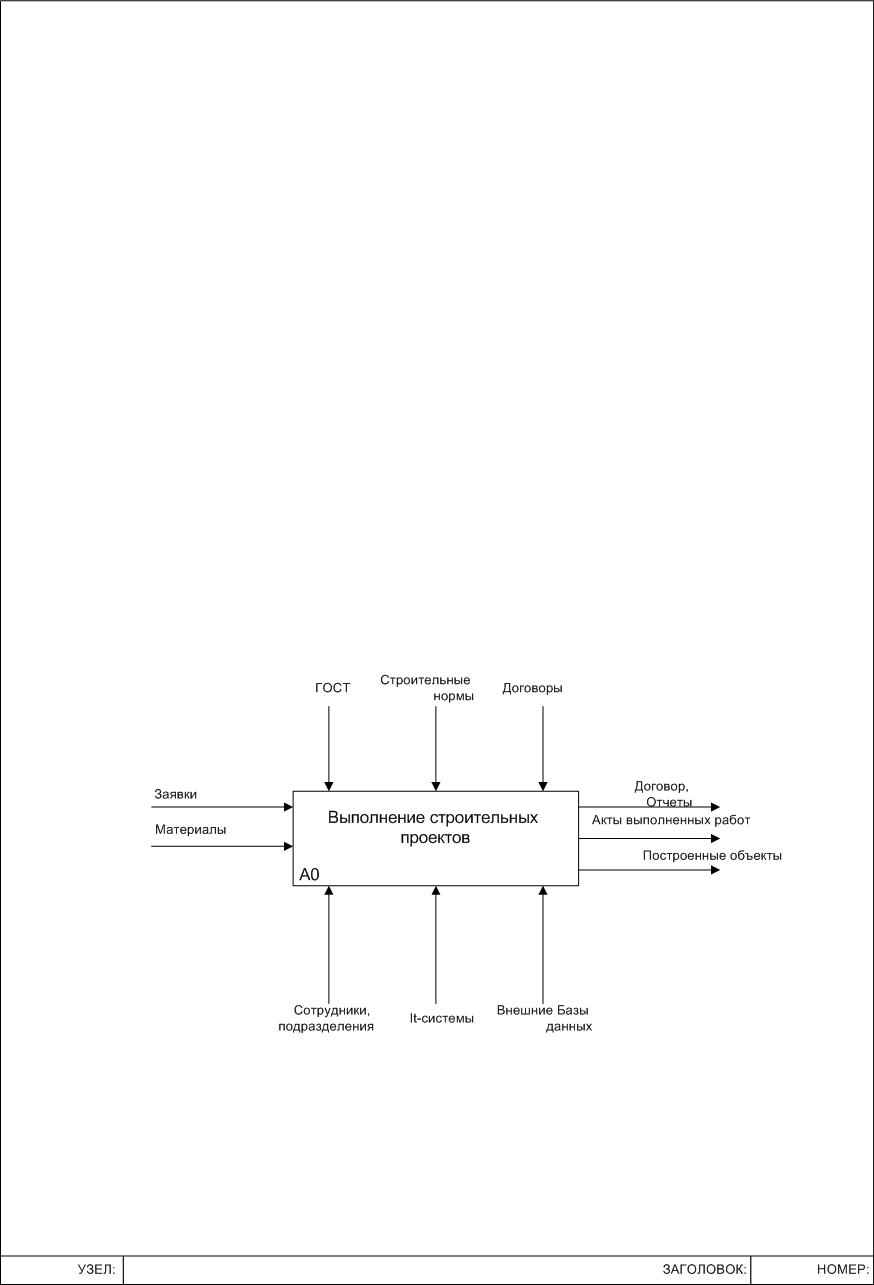 ГОСТ
Строительные
нормы
Договоры
Заявки
Материалы
Выполнение строительных
проектов
A0
Договор,
Отчеты
Акты выполненных работ
Построенные объекты
Сотрудники,
подразделения
It-системы
Внешние Базы
данных
УЗЕЛ:
ЗАГОЛОВОК:
НОМЕР: